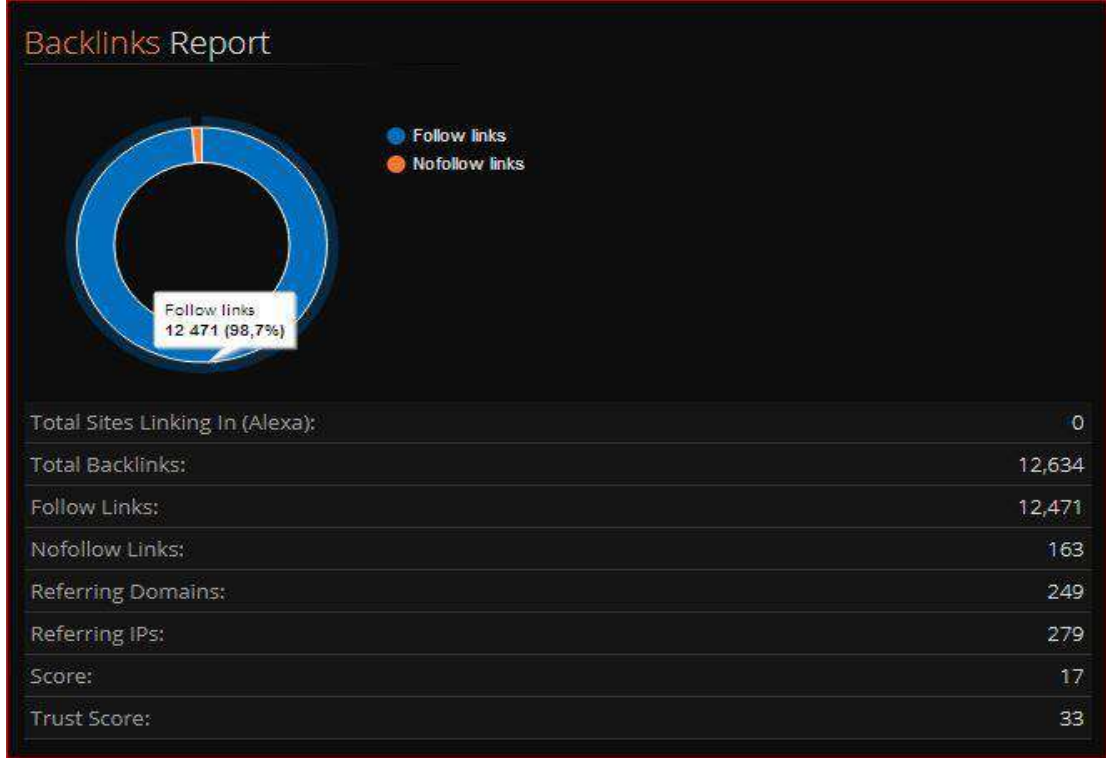 Backlinks Report
Follow links
Nofollow links
Follow links
12 471 (98,7%)
Total Sites Linking In (Alexa): 0
Total Backlinks: 12,634
Follow Links: 12,471
Nofollow Links: 163
Referring Domains: 249
Referring IPs: 279
Score: 17
Trust Score: 33